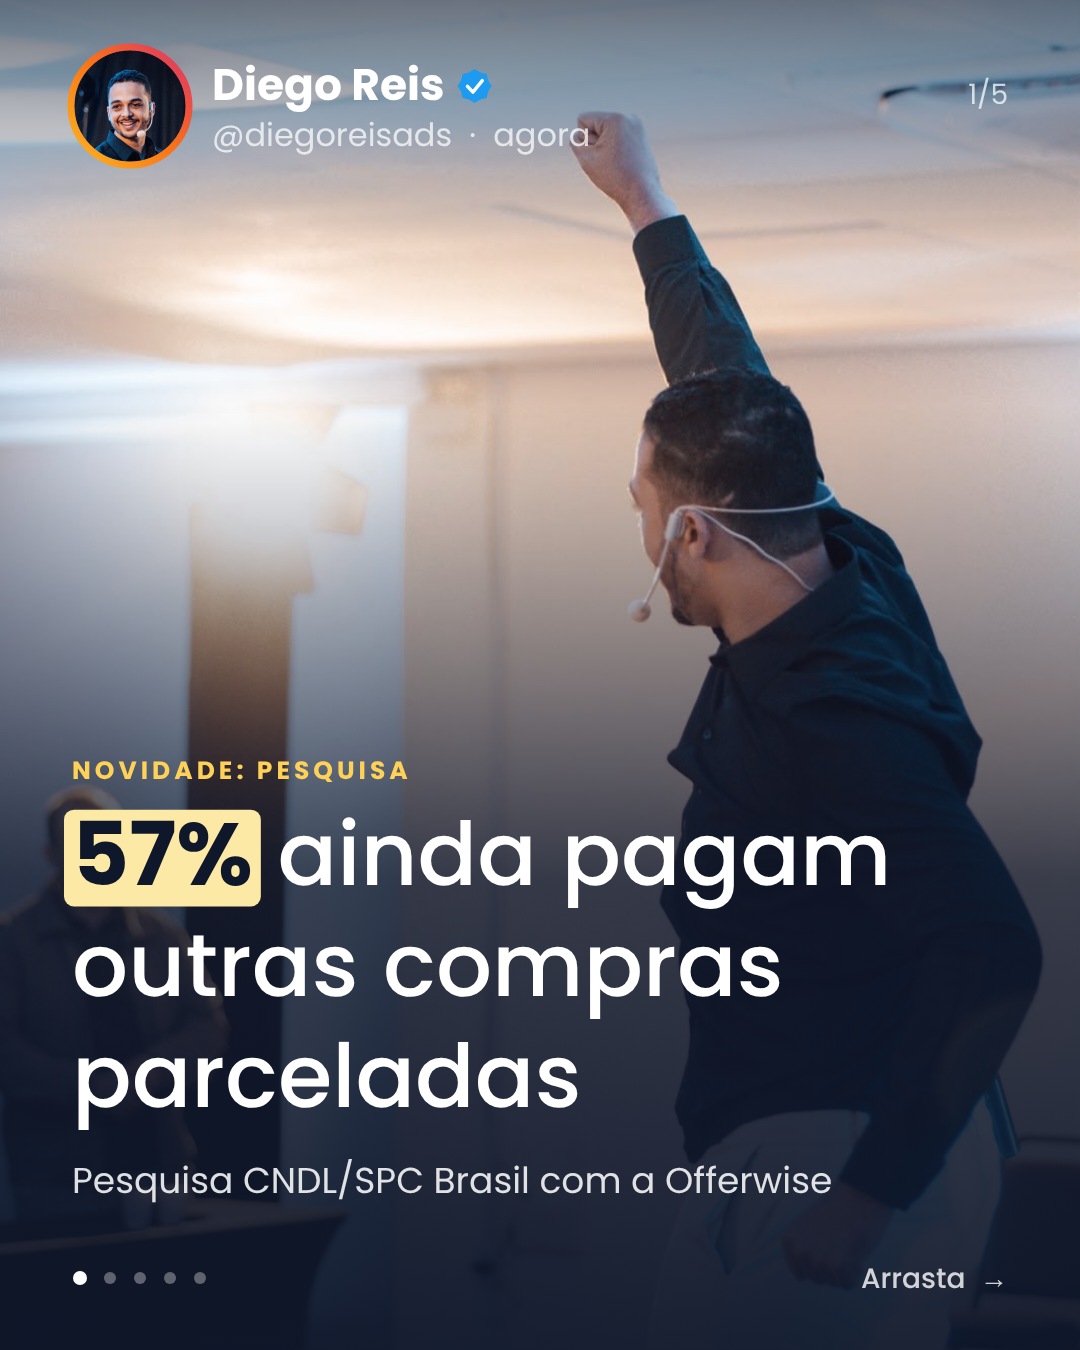 Diego Reis
@diegoreisads · agora
1/5
NOVIDADE: PESQUISA
57% ainda pagam
outras compras
parceladas
Pesquisa CNDL/SPC Brasil com a Offerwise
Arrasta →